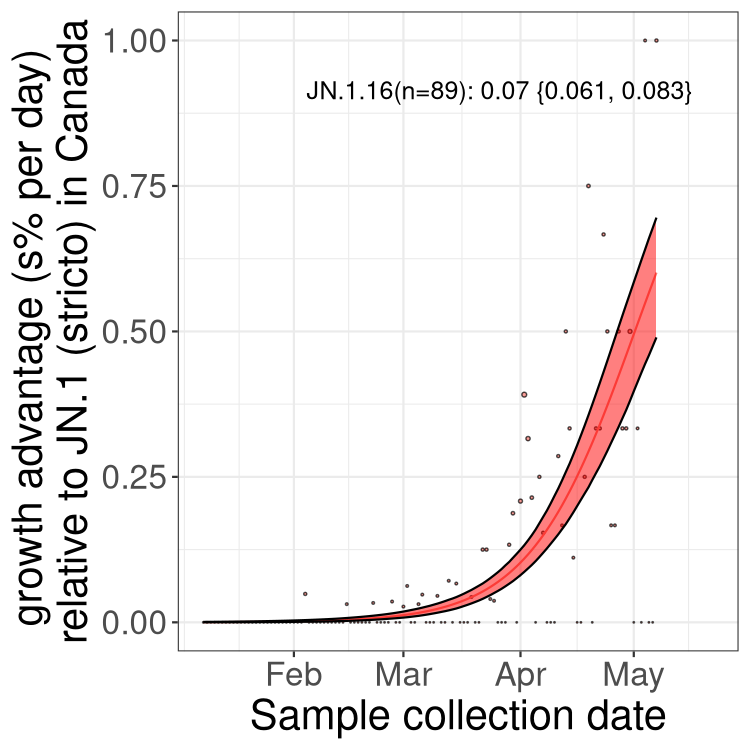 growth advantage (s% per day)
relative to JN.1 (stricto) in Canada
1.00
0.75
0.50
0.25
0.00
JN.1.16(n=89): 0.07 {0.061, 0.083}
Feb Mar Apr May
Sample collection date